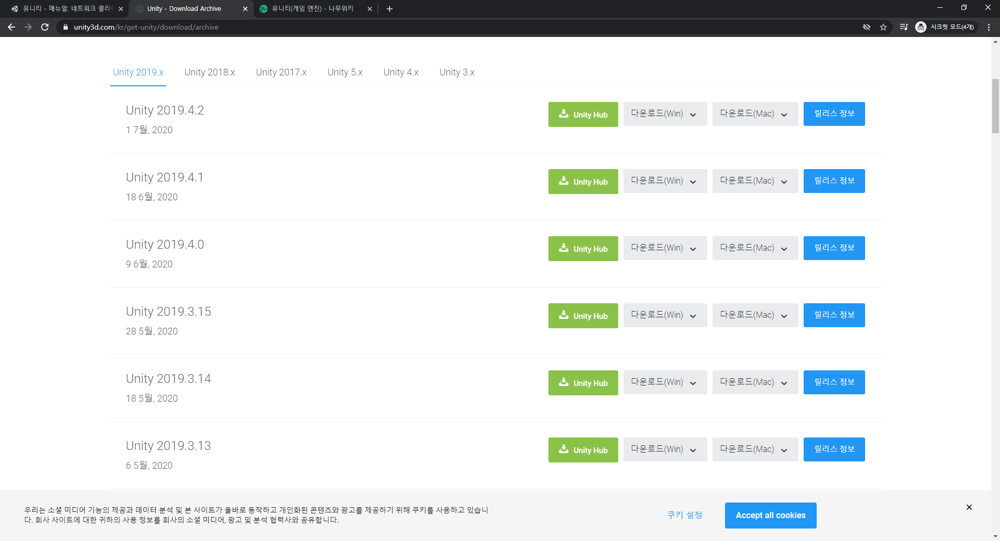 유니티 - 매뉴얼: 네트워크 클라이
Unity - Download Archive
유니티(게임 엔진) - 나무위키
unity3d.com/kr/get-unity/download/archive
시크릿 모드(4개)
Unity 2019.x Unity 2018.x Unity 2017.x Unity 5.x Unity 4.x Unity 3.x
Unity 2019.4.2
1 7월, 2020
Unity Hub 다운로드(Win) 다운로드(Mac) 릴리스 정보
Unity 2019.4.1
18 6월, 2020
Unity Hub 다운로드(Win) 다운로드(Mac) 릴리스 정보
Unity 2019.4.0
9 6월, 2020
Unity Hub 다운로드(Win) 다운로드(Mac) 릴리스 정보
Unity 2019.3.15
28 5월, 2020
Unity Hub 다운로드(Win) 다운로드(Mac) 릴리스 정보
Unity 2019.3.14
18 5월, 2020
Unity Hub 다운로드(Win) 다운로드(Mac) 릴리스 정보
Unity 2019.3.13
6 5월, 2020
Unity Hub 다운로드(Win) 다운로드(Mac) 릴리스 정보
우리는 소셜 미디어 기능의 제공과 데이터 분석 및 본 사이트가 올바로 동작하고 개인화된 콘텐츠와 광고를 제공하기 위해 쿠키를 사용하고 있습니
다. 회사 사이트에 대한 귀하의 사용 정보를 회사의 소셜 미디어, 광고 및 분석 협력사와 공유합니다.
쿠키 설정
Accept all cookies